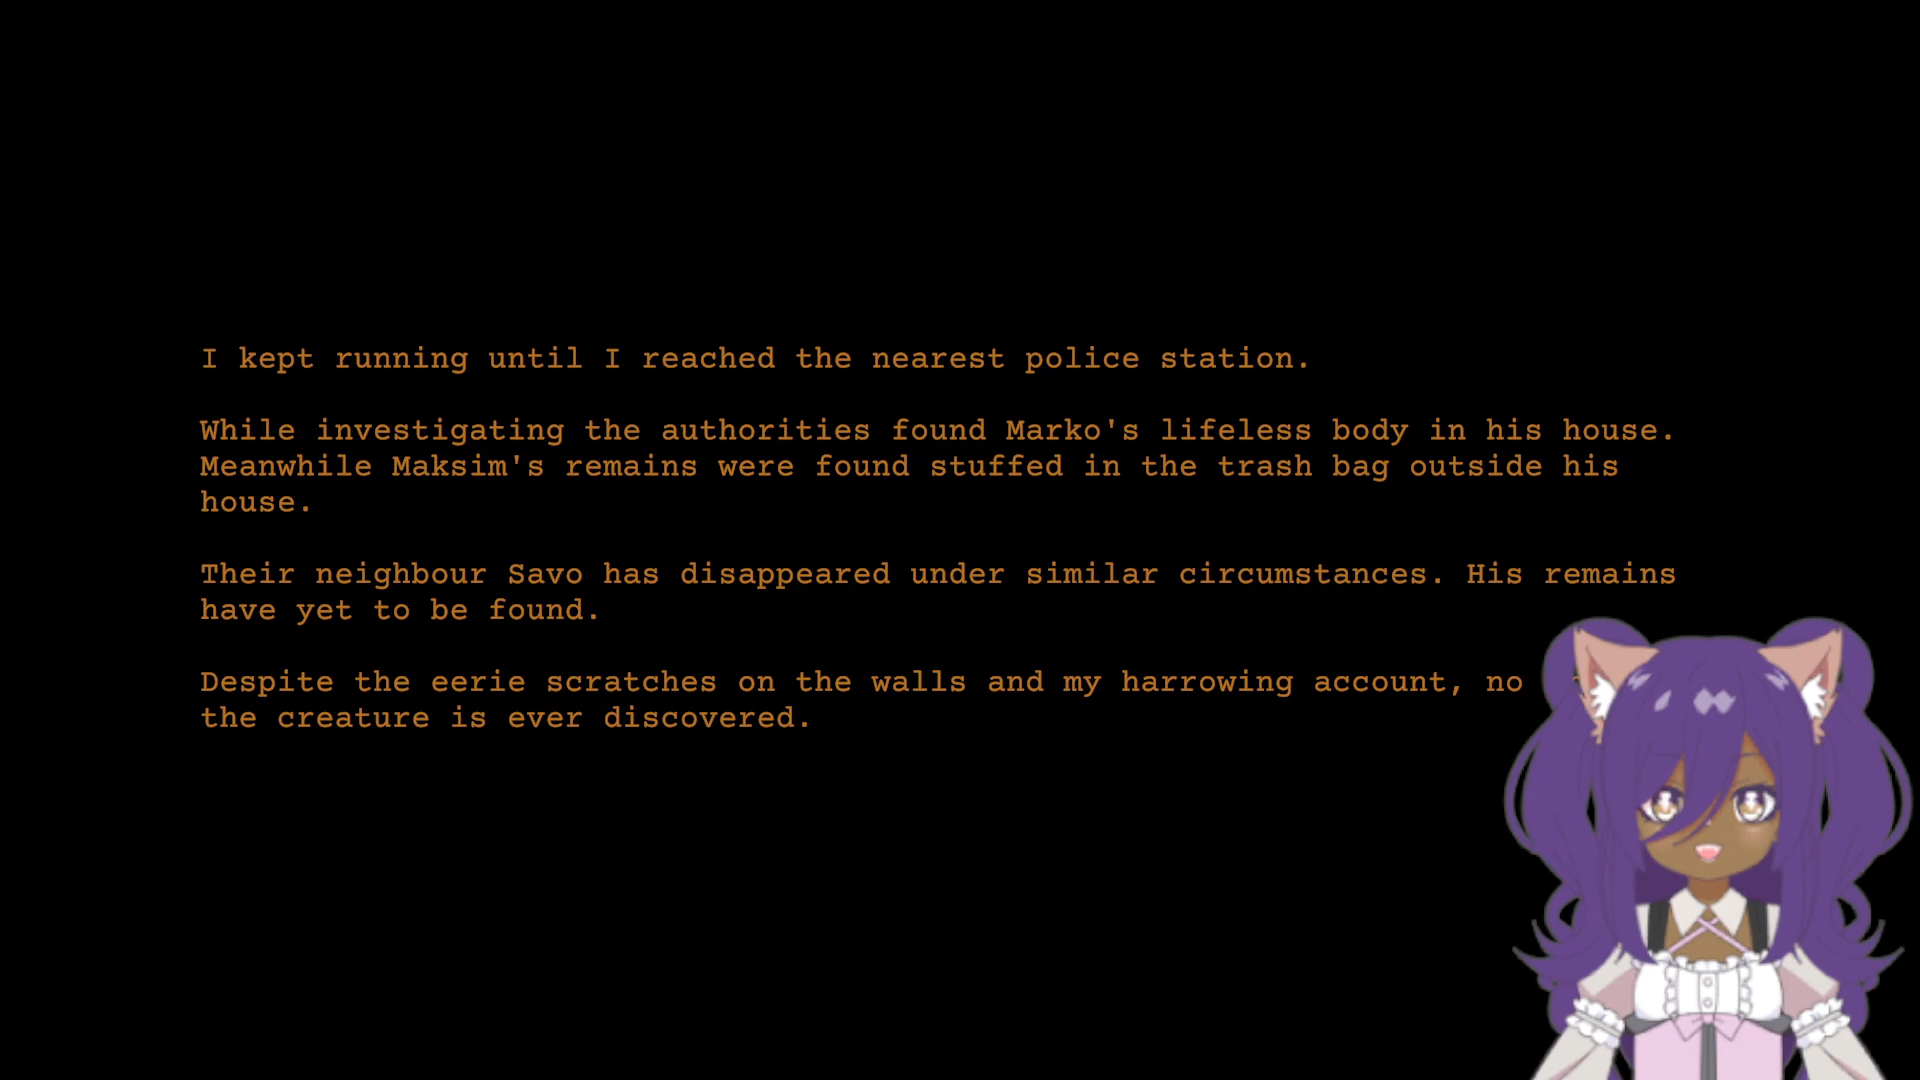 I kept running until I reached the nearest police station.
While investigating the authorities found Marko's lifeless body in his house.
Meanwhile Maksim's remains were found stuffed in the trash bag outside his
house.
Their neighbour Savo has disappeared under similar circumstances. His remains
have yet to be found.
Despite the eerie scratches on the walls and my harrowing account, no
the creature is ever discovered.